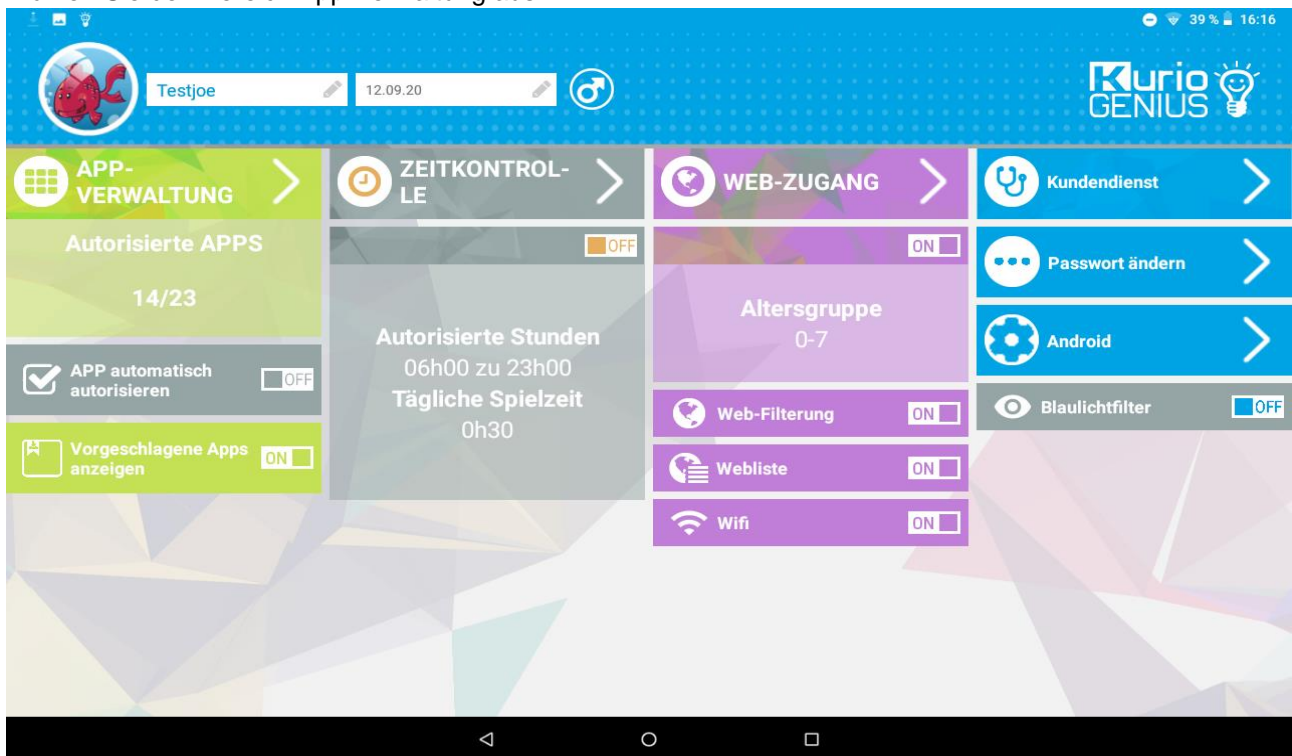 39 % 16:16
Testjoe
12.09.20
Kurio
GENIUS
APP-
VERWALTUNG
Autorisierte APPS
14/23
APP automatisch
autorisieren
OFF
Vorgeschlagene Apps
anzeigen
ON
ZEITKONTROL-
LE
OFF
Autorisierte Stunden
06h00 zu 23h00
Tägliche Spielzeit
0h30
WEB-ZUGANG
ON
Altersgruppe
0-7
Web-Filterung
ON
Webliste
ON
Wifi
ON
Kundendienst
Passwort ändern
Android
Blaulichtfilter
OFF